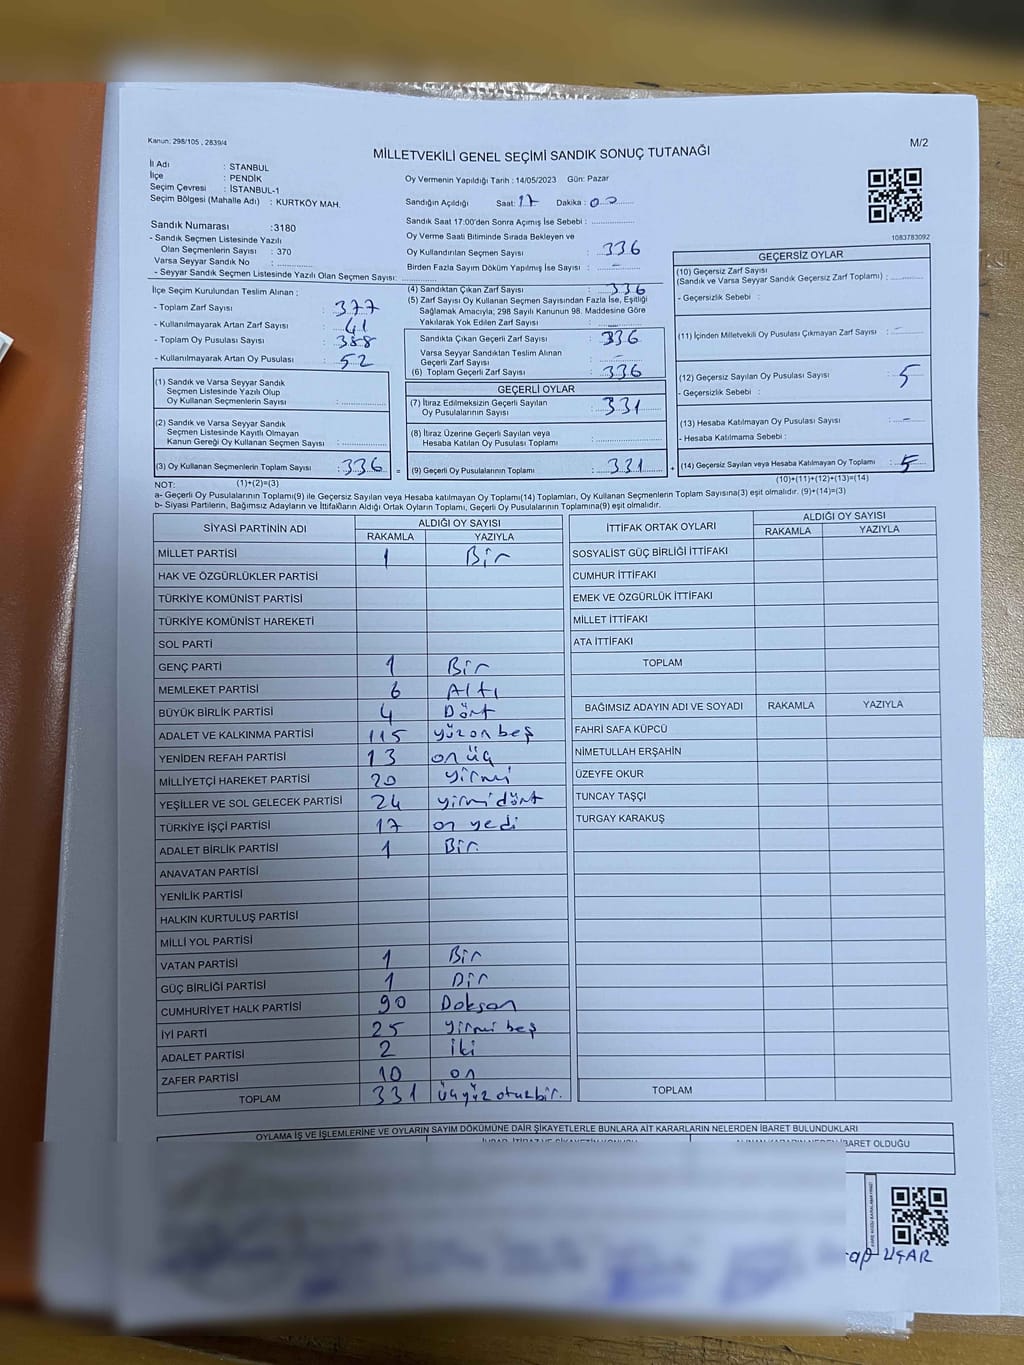 Kanun: 298/105 , 2839/4
M/2
MİLLETVEKİLİ GENEL SEÇİMİ SANDIK SONUÇ TUTANAĞI
İl Adı : STANBUL
İlçe : PENDİK
Seçim Çevresi : İSTANBUL-1
Seçim Bölgesi (Mahalle Adı) : KURTKÖY MAH.
Oy Vermenin Yapıldığı Tarih : 14/05/2023 Gün: Pazar
Sandığın Açıldığı Saat: 17 Dakika : 00
Sandık Saat 17:00'den Sonra Açmış İse Sebebi :
Sandık Numarası :3180
- Sandık Seçmen Listesinde Yazılı
Olan Seçmenlerin Sayısı : 370
Varsa Seyyar Sandık No :
- Seyyar Sandık Seçmen Listesinde Yazılı Olan Seçmen Sayısı:
Oy Verme Saati Bitiminde Sırada Bekleyen ve
Oy Kullandırılan Seçmen Sayısı : 336
Birden Fazla Sayım Döküm Yapılmış İse Sayısı : -
1083783092
İlçe Seçim Kurulundan Teslim Alınan :
- Toplam Zarf Sayısı : 377
- Kullanılmayarak Artan Zarf Sayısı : 41
- Toplam Oy Pusulası Sayısı : 388
- Kullanılmayarak Artan Oy Pusulası : 52
(4) Sandıktan Çıkan Zarf Sayısı : 336
(5) Zarf Sayısı Oy Kullanan Seçmen Sayısından Fazla İse, Eşitliği
Sağlamak Amacıyla; 298 Sayılı Kanunun 98. Maddesine Göre
Yakılarak Yok Edilen Zarf Sayısı : -
Sandıkta Çıkan Geçerli Zarf Sayısı : 336
Varsa Seyyar Sandıktan Teslim Alınan
Geçerli Zarf Sayısı : -
(6) Toplam Geçerli Zarf Sayısı : 336
GEÇERSİZ OYLAR
(10) Geçersiz Zarf Sayısı
(Sandık ve Varsa Seyyar Sandık Geçersiz Zarf Toplamı) :
- Geçersizlik Sebebi :
(11) İçinden Milletvekili Oy Pusulası Çıkmayan Zarf Sayısı : -
(12) Geçersiz Sayılan Oy Pusulası Sayısı : 5
- Geçersizlik Sebebi :
(13) Hesaba Katılmayan Oy Pusulası Sayısı : -
- Hesaba Katılmama Sebebi :
(14) Geçersiz Sayılan veya Hesaba Katılmayan Oy Toplamı : 5
(10)+(11)+(12)+(13)=(14)
(1) Sandık ve Varsa Seyyar Sandık
Seçmen Listesinde Yazılı Olup
Oy Kullanan Seçmenlerin Sayısı :
(2) Sandık ve Varsa Seyyar Sandık
Seçmen Listesinde Kayıtlı Olmayan
Kanun Gereği Oy Kullanan Seçmen Sayısı :
(3) Oy Kullanan Seçmenlerin Toplam Sayısı : 336 =
NOT: (1)+(2)=(3)
GEÇERLİ OYLAR
(7) İtiraz Edilmeksizin Geçerli Sayılan
Oy Pusulalarının Sayısı : 331
(8) İtiraz Üzerine Geçerli Sayılan veya
Hesaba Katılan Oy Pusulası Toplamı :
(9) Geçerli Oy Pusulalarının Toplamı : 331 +
a- Geçerli Oy Pusulalarının Toplamı(9) ile Geçersiz Sayılan veya Hesaba katılmayan Oy Toplamı(14) Toplamları, Oy Kullanan Seçmenlerin Toplam Sayısına(3) eşit olmalıdır. (9)+(14)=(3)
b- Siyasi Partilerin, Bağımsız Adayların ve İttifakların Aldığı Ortak Oyların Toplamı, Geçerli Oy Pusulalarının Toplamına(9) eşit olmalıdır.
SİYASİ PARTİNİN ADI ALDIĞI OY SAYISI
RAKAMLA YAZIYLA
MİLLET PARTİSİ 1 Bir
HAK VE ÖZGÜRLÜKLER PARTİSİ
TÜRKİYE KOMÜNİST PARTİSİ
TÜRKİYE KOMÜNİST HAREKETİ
SOL PARTİ
GENÇ PARTİ 1 Bir
MEMLEKET PARTİSİ 6 Altı
BÜYÜK BİRLİK PARTİSİ 4 Dört
ADALET VE KALKINMA PARTİSİ 115 yüz on beş
YENİDEN REFAH PARTİSİ 13 on üç
MİLLİYETÇİ HAREKET PARTİSİ 20 yirmi
YEŞİLLER VE SOL GELECEK PARTİSİ 24 yirmi dört
TÜRKİYE İŞÇİ PARTİSİ 17 on yedi
ADALET BİRLİK PARTİSİ 1 Bir.
ANAVATAN PARTİSİ
YENİLİK PARTİSİ
HALKIN KURTULUŞ PARTİSİ
MİLLİ YOL PARTİSİ
VATAN PARTİSİ 1 Bir
GÜÇ BİRLİĞİ PARTİSİ 1 Bir
CUMHURİYET HALK PARTİSİ 90 Doksan
İYİ PARTİ 25 yirmi beş
ADALET PARTİSİ 2 iki
ZAFER PARTİSİ 10 on
TOPLAM 331 üçyüz otuzbir.
İTTİFAK ORTAK OYLARI ALDIĞI OY SAYISI
RAKAMLA YAZIYLA
SOSYALİST GÜÇ BİRLİĞİ İTTİFAKI
CUMHUR İTTİFAKI
EMEK VE ÖZGÜRLÜK İTTİFAKI
MİLLET İTTİFAKI
ATA İTTİFAKI
TOPLAM
BAĞIMSIZ ADAYIN ADI VE SOYADI RAKAMLA YAZIYLA
FAHRİ SAFA KÜPCÜ
NİMETULLAH ERŞAHİN
ÜZEYFE OKUR
TUNCAY TAŞÇI
TURGAY KARAKUŞ
TOPLAM
OYLAMA İŞ VE İŞLEMLERİNE VE OYLARIN SAYIM DÖKÜMÜNE DAİR ŞİKAYETLERLE BUNLARA AİT KARARLARIN NELERDEN İBARET BULUNDUKLARI
İBARET OLDUĞU
UÇAR